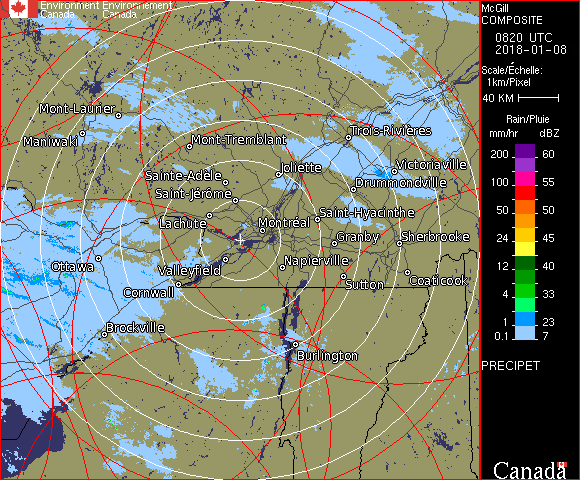 Environment Environnement
Canada Canada
McGill
COMPOSITE
0820 UTC
2018-01-08
Scale/Échelle:
1km/Pixel
40 KM
Rain/Pluie
mm/hr dBZ
200 60
100 55
50 50
24 45
12 40
4 33
1 23
0.1 7
PRECIPET
Canada
Mont-Laurier
Maniwaki
Mont-Tremblant
Trois-Rivières
Joliette
Victoriaville
Sainte-Adèle
Drummondville
Saint-Jérôme
Lachute
Saint-Hyacinthe
Montréal
Granby
Sherbrooke
Ottawa
Valleyfield
Napierville
Cornwall
Sutton
Coaticook
Brockville
Burlington